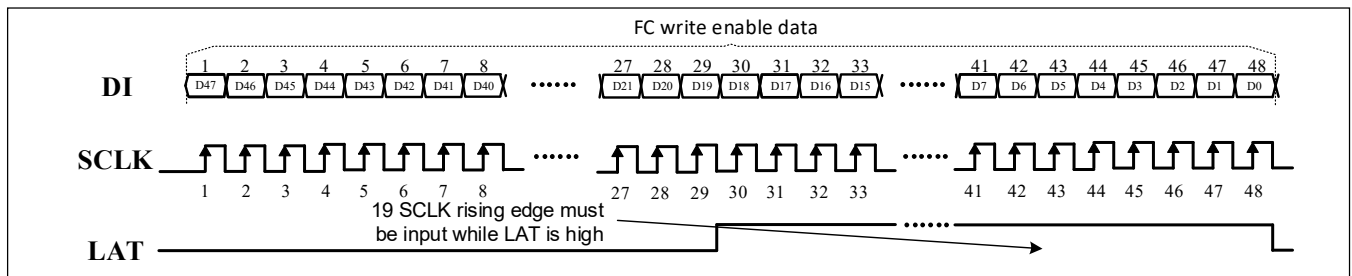 FC write enable data
1 2 3 4 5 6 7 8 27 28 29 30 31 32 33 41 42 43 44 45 46 47 48
DI D47 D46 D45 D44 D43 D42 D41 D40 ...... D21 D20 D19 D18 D17 D16 D15 ...... D7 D6 D5 D4 D3 D2 D1 D0
SCLK ...... ......
1 2 3 4 5 6 7 8 27 28 29 30 31 32 33 41 42 43 44 45 46 47 48
19 SCLK rising edge must
be input while LAT is high
LAT ......